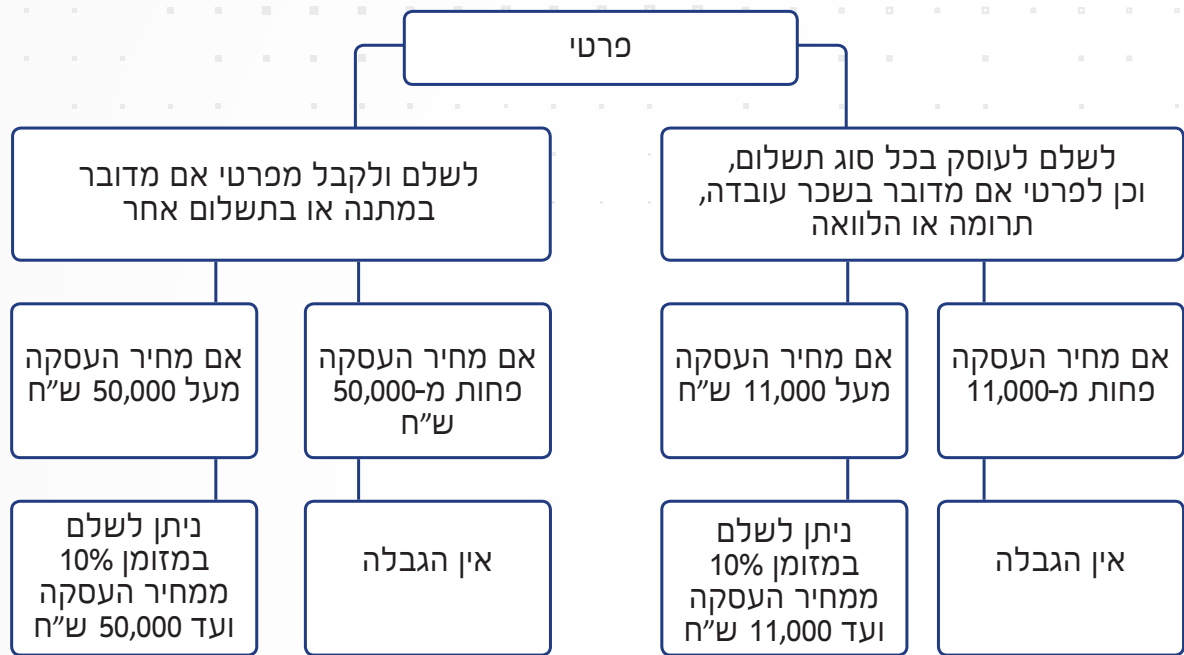 פרטי
לשלם לעוסק בכל סוג תשלום,
וכן לפרטי אם מדובר בשכר עובדה,
תרומה או הלוואה
לשלם ולקבל מפרטי אם מדובר
במתנה או בתשלום אחר
אם מחיר העסקה
פחות מ-11,000
אם מחיר העסקה
מעל 11,000 ש״ח
אם מחיר העסקה
פחות מ-50,000
ש״ח
אם מחיר העסקה
מעל 50,000 ש״ח
אין הגבלה
ניתן לשלם
במזומן 10%
ממחיר העסקה
ועד 11,000 ש״ח
אין הגבלה
ניתן לשלם
במזומן 10%
ממחיר העסקה
ועד 50,000 ש״ח